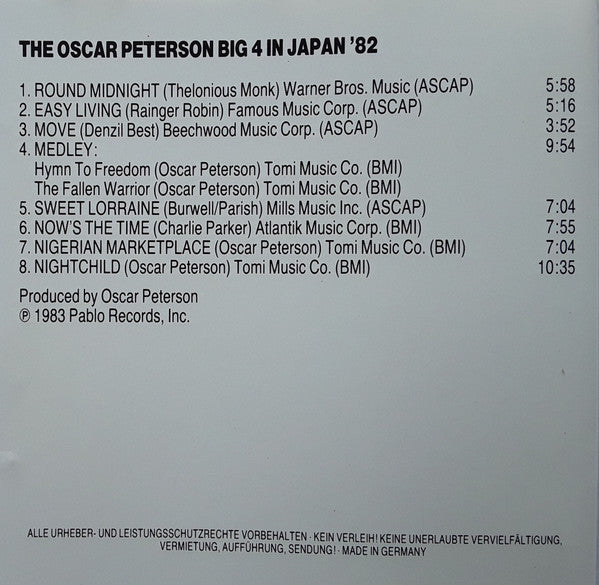 THE OSCAR PETERSON BIG 4 IN JAPAN '82
1. ROUND MIDNIGHT (Thelonious Monk) Warner Bros. Music (ASCAP) 5:58
2. EASY LIVING (Rainger Robin) Famous Music Corp. (ASCAP) 5:16
3. MOVE (Denzil Best) Beechwood Music Corp. (ASCAP) 3:52
4. MEDLEY: 9:54
Hymn To Freedom (Oscar Peterson) Tomi Music Co. (BMI)
The Fallen Warrior (Oscar Peterson) Tomi Music Co. (BMI)
5. SWEET LORRAINE (Burwell/Parish) Mills Music Inc. (ASCAP) 7:04
6. NOW'S THE TIME (Charlie Parker) Atlantik Music Corp. (BMI) 7:55
7. NIGERIAN MARKETPLACE (Oscar Peterson) Tomi Music Co. (BMI) 7:04
8. NIGHTCHILD (Oscar Peterson) Tomi Music Co. (BMI) 10:35
Produced by Oscar Peterson
℗ 1983 Pablo Records, Inc.
ALLE URHEBER- UND LEISTUNGSSCHUTZRECHTE VORBEHALTEN · KEIN VERLEIH! KEINE UNERLAUBTE VERVIELFÄLTIGUNG,
VERMIETUNG, AUFFÜHRUNG, SENDUNG! · MADE IN GERMANY